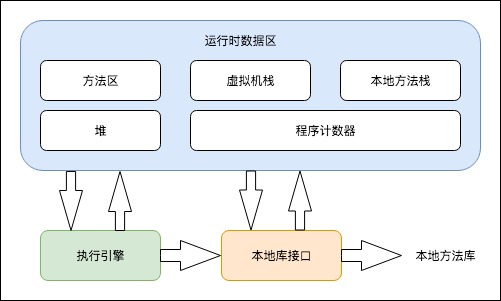 运行时数据区
方法区
虚拟机栈
本地方法栈
堆
程序计数器
执行引擎
本地库接口
本地方法库